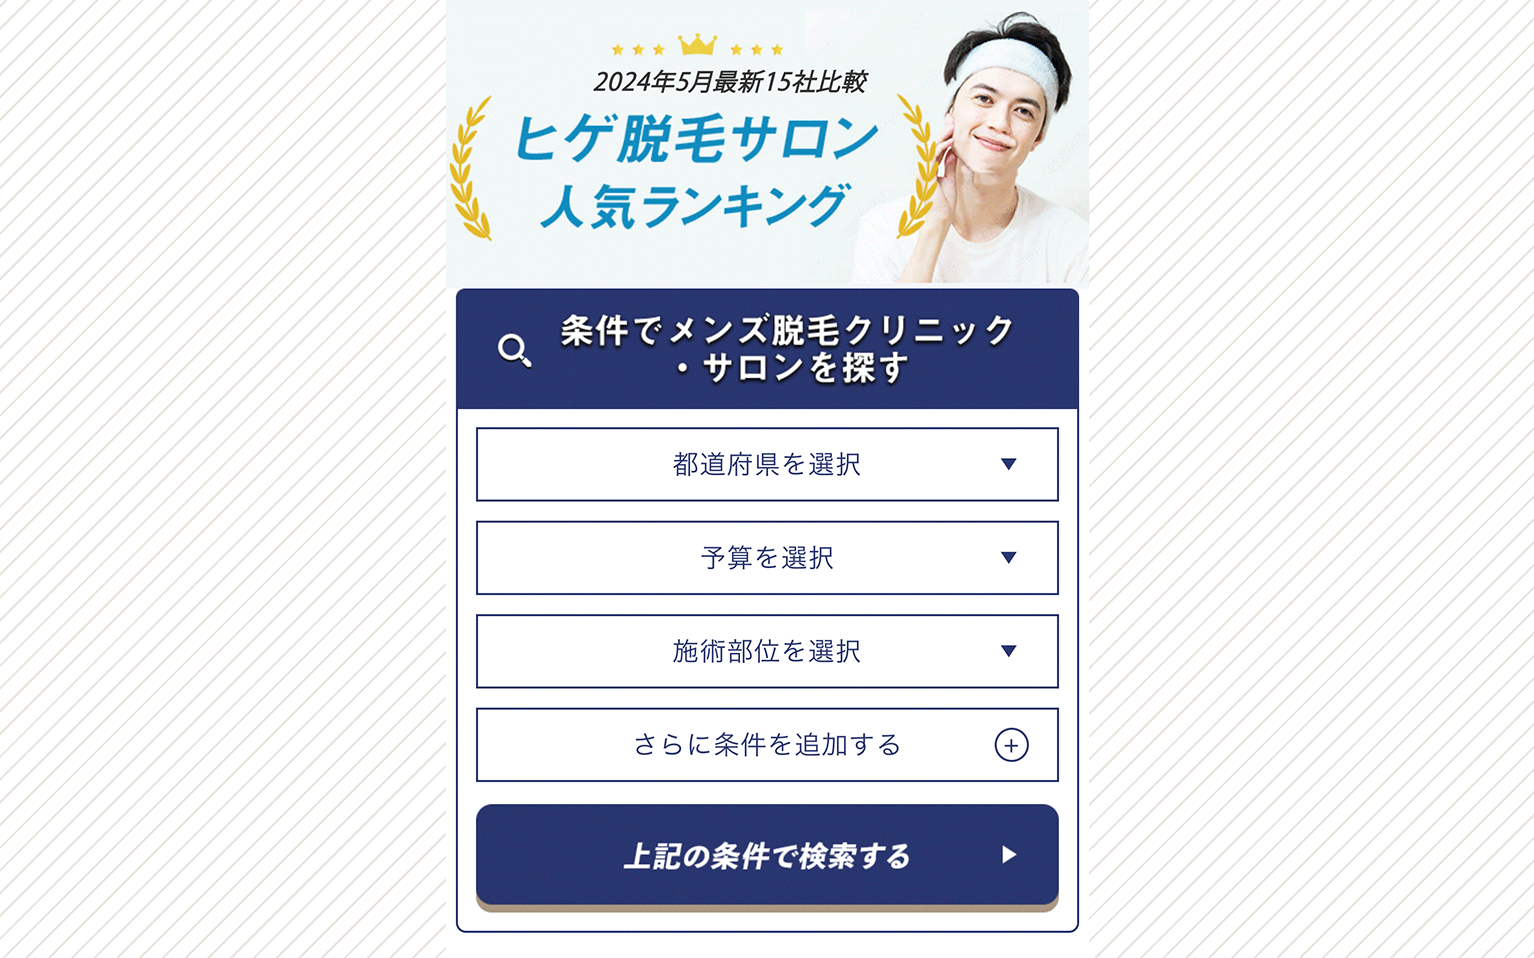 2024年5月最新15社比較
ヒゲ脱毛サロン
人気ランキング
条件でメンズ脱毛クリニック
・サロンを探す
都道府県を選択
予算を選択
施術部位を選択
さらに条件を追加する
上記の条件で検索する